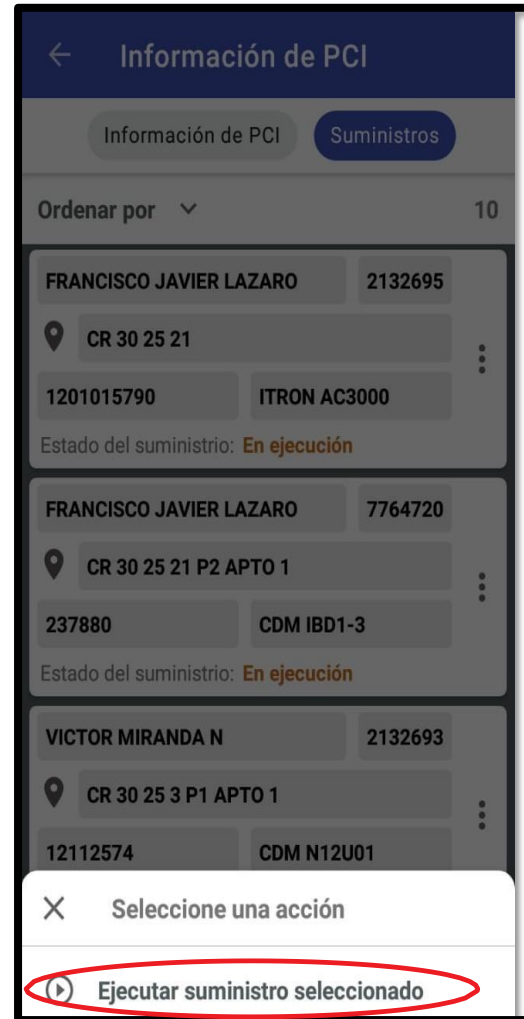 Información de PCI
Información de PCI Suministros
Ordenar por 10
FRANCISCO JAVIER LAZARO 2132695
CR 30 25 21
1201015790 ITRON AC3000
Estado del suministrio: En ejecución
FRANCISCO JAVIER LAZARO 7764720
CR 30 25 21 P2 APTO 1
237880 CDM IBD1-3
Estado del suministrio: En ejecución
VICTOR MIRANDA N 2132693
CR 30 25 3 P1 APTO 1
12112574 CDM N12U01
Seleccione una acción
Ejecutar suministro seleccionado